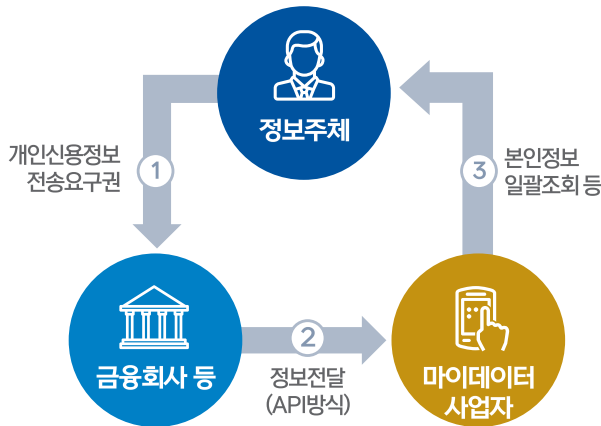 정보주체
개인신용정보
전송요구권
1
3
본인정보
일괄조회 등
금융회사 등
2
정보전달
(API방식)
마이데이터
사업자